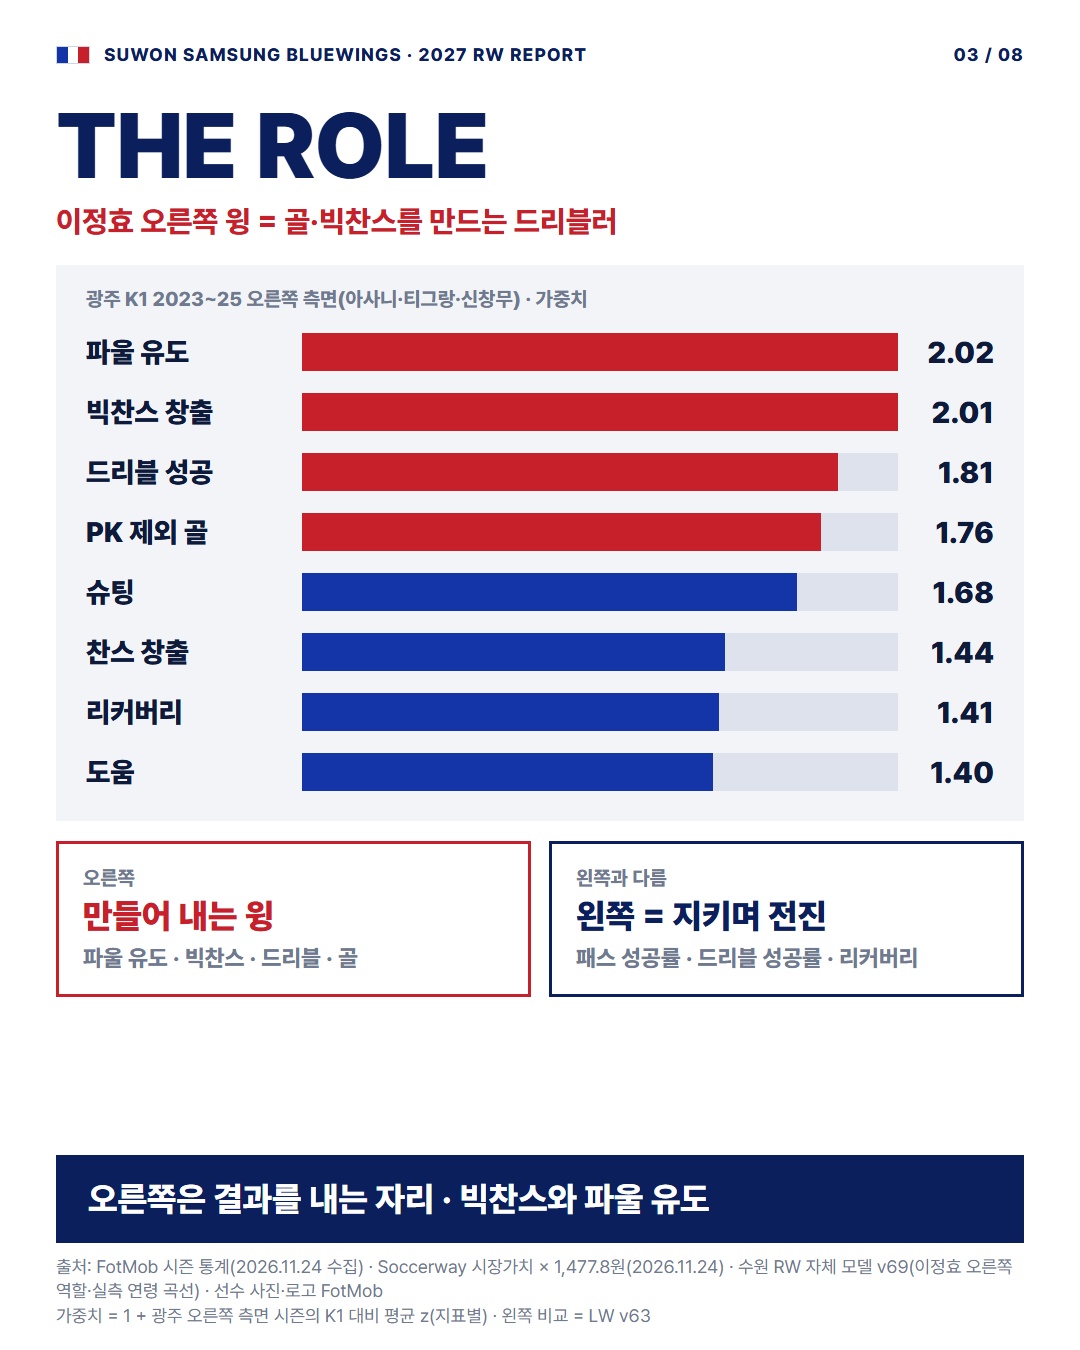 SUWON SAMSUNG BLUEWINGS · 2027 RW REPORT
03 / 08
THE ROLE
이정효 오른쪽 윙 = 골·빅찬스를 만드는 드리블러
광주 K1 2023~25 오른쪽 측면(아사니·티그랑·신창무) · 가중치
파울 유도 2.02
빅찬스 창출 2.01
드리블 성공 1.81
PK 제외 골 1.76
슈팅 1.68
찬스 창출 1.44
리커버리 1.41
도움 1.40
오른쪽
만들어 내는 윙
파울 유도 · 빅찬스 · 드리블 · 골
왼쪽과 다름
왼쪽 = 지키며 전진
패스 성공률 · 드리블 성공률 · 리커버리
오른쪽은 결과를 내는 자리 · 빅찬스와 파울 유도
출처: FotMob 시즌 통계(2026.11.24 수집) · Soccerway 시장가치 × 1,477.8원(2026.11.24) · 수원 RW 자체 모델 v69(이정효 오른쪽
역할·실측 연령 곡선) · 선수 사진·로고 FotMob
가중치 = 1 + 광주 오른쪽 측면 시즌의 K1 대비 평균 z(지표별) · 왼쪽 비교 = LW v63